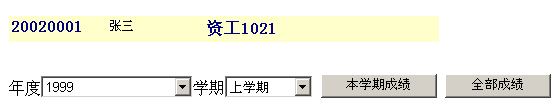 20020001 张三 资工1021
年度 1999 学期 上学期 本学期成绩 全部成绩